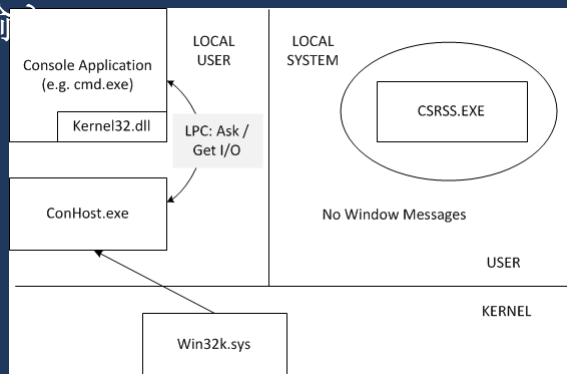 前
Console Application
(e.g. cmd.exe)
Kernel32.dll
LOCAL
USER
LPC: Ask /
Get I/O
ConHost.exe
LOCAL
SYSTEM
CSRSS.EXE
No Window Messages
USER
KERNEL
Win32k.sys